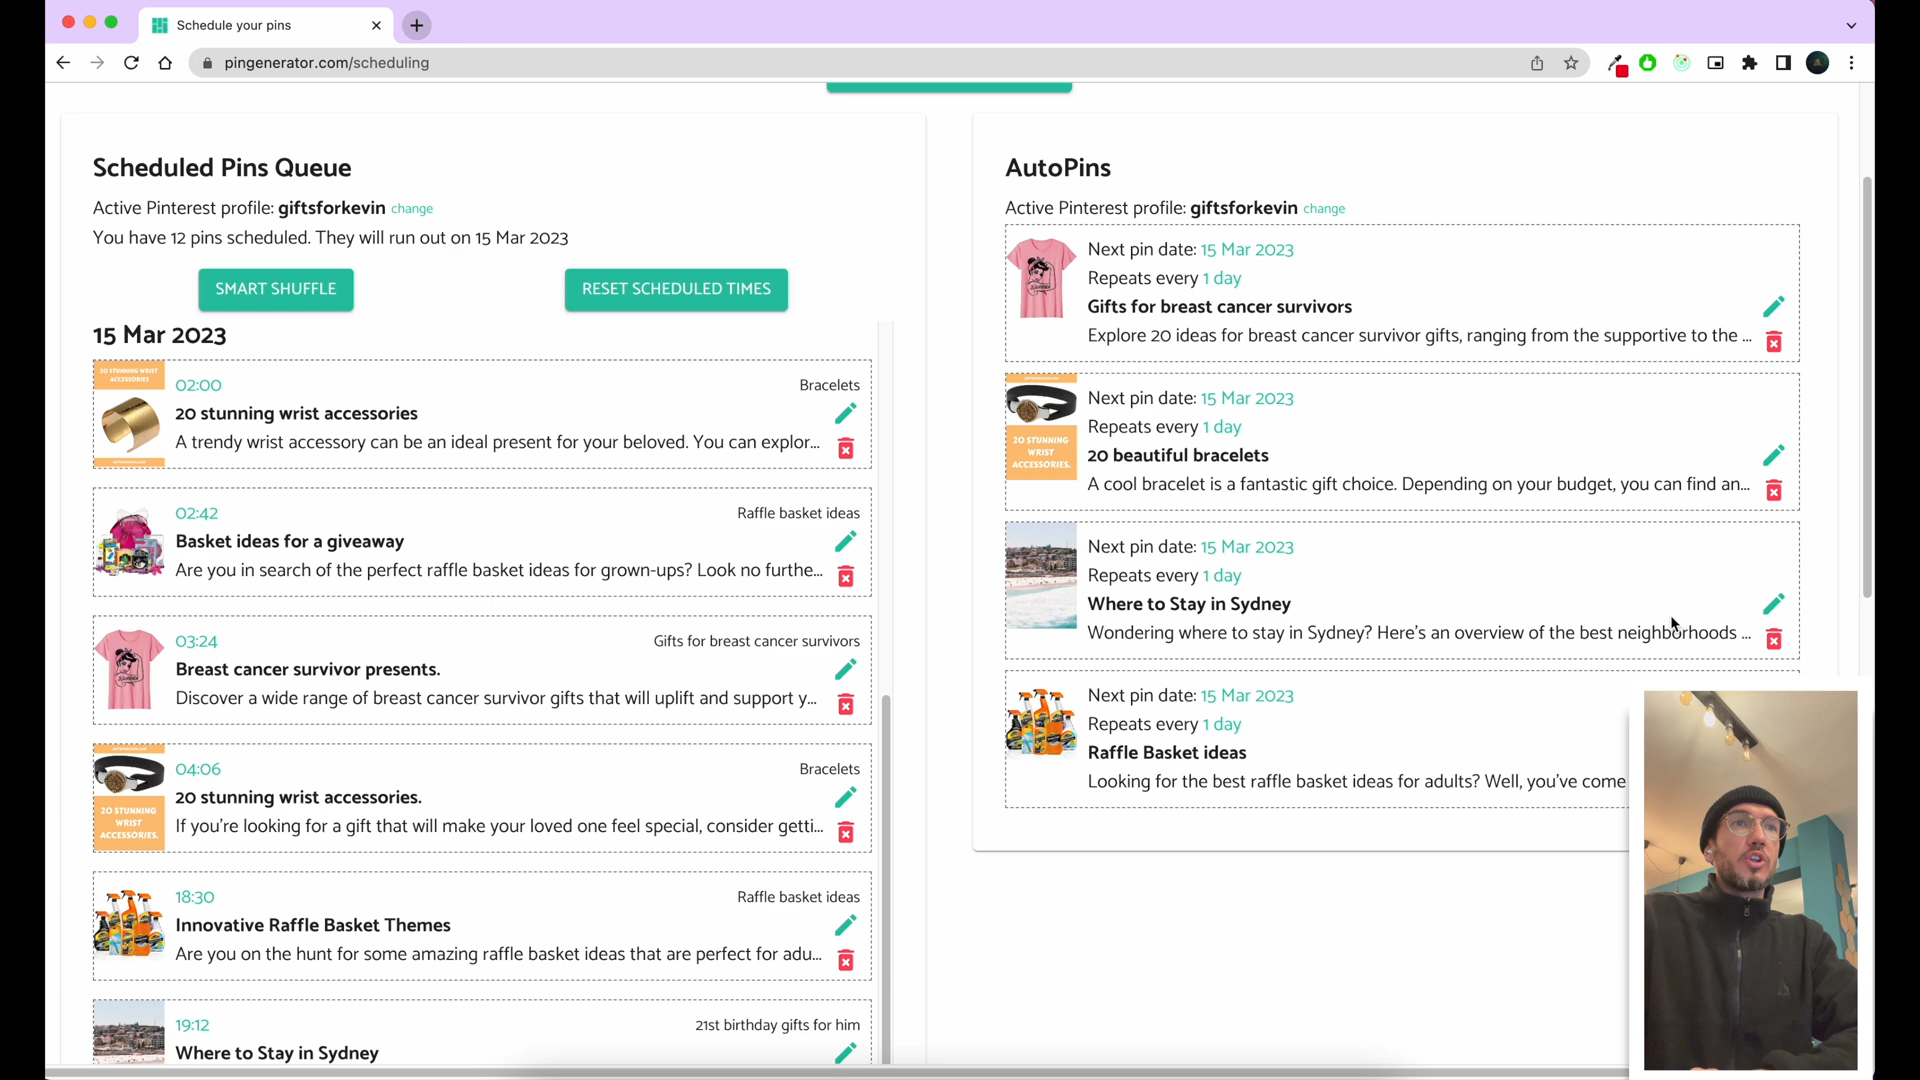 Schedule your pins
pingenerator.com/scheduling
Scheduled Pins Queue
Active Pinterest profile: giftsforkevin change
You have 12 pins scheduled. They will run out on 15 Mar 2023
SMART SHUFFLE
RESET SCHEDULED TIMES
15 Mar 2023
20 STUNNING WRIST
ACCESSORIES
02:00
Bracelets
20 stunning wrist accessories
A trendy wrist accessory can be an ideal present for your beloved. You can explor...
02:42
Raffle basket ideas
Basket ideas for a giveaway
Are you in search of the perfect raffle basket ideas for grown-ups? Look no furthe...
03:24
Gifts for breast cancer survivors
Breast cancer survivor presents.
Discover a wide range of breast cancer survivor gifts that will uplift and support y...
20 STUNNING
WRIST
ACCESSORIES.
04:06
Bracelets
20 stunning wrist accessories.
If you're looking for a gift that will make your loved one feel special, consider getti...
18:30
Raffle basket ideas
Innovative Raffle Basket Themes
Are you on the hunt for some amazing raffle basket ideas that are perfect for adu...
19:12
21st birthday gifts for him
Where to Stay in Sydney
AutoPins
Active Pinterest profile: giftsforkevin change
Next pin date: 15 Mar 2023
Repeats every 1 day
Gifts for breast cancer survivors
Explore 20 ideas for breast cancer survivor gifts, ranging from the supportive to the ...
20 STUNNING
WRIST
ACCESSORIES.
Next pin date: 15 Mar 2023
Repeats every 1 day
20 beautiful bracelets
A cool bracelet is a fantastic gift choice. Depending on your budget, you can find an...
Next pin date: 15 Mar 2023
Repeats every 1 day
Where to Stay in Sydney
Wondering where to stay in Sydney? Here's an overview of the best neighborhoods ...
Next pin date: 15 Mar 2023
Repeats every 1 day
Raffle Basket ideas
Looking for the best raffle basket ideas for adults? Well, you've come